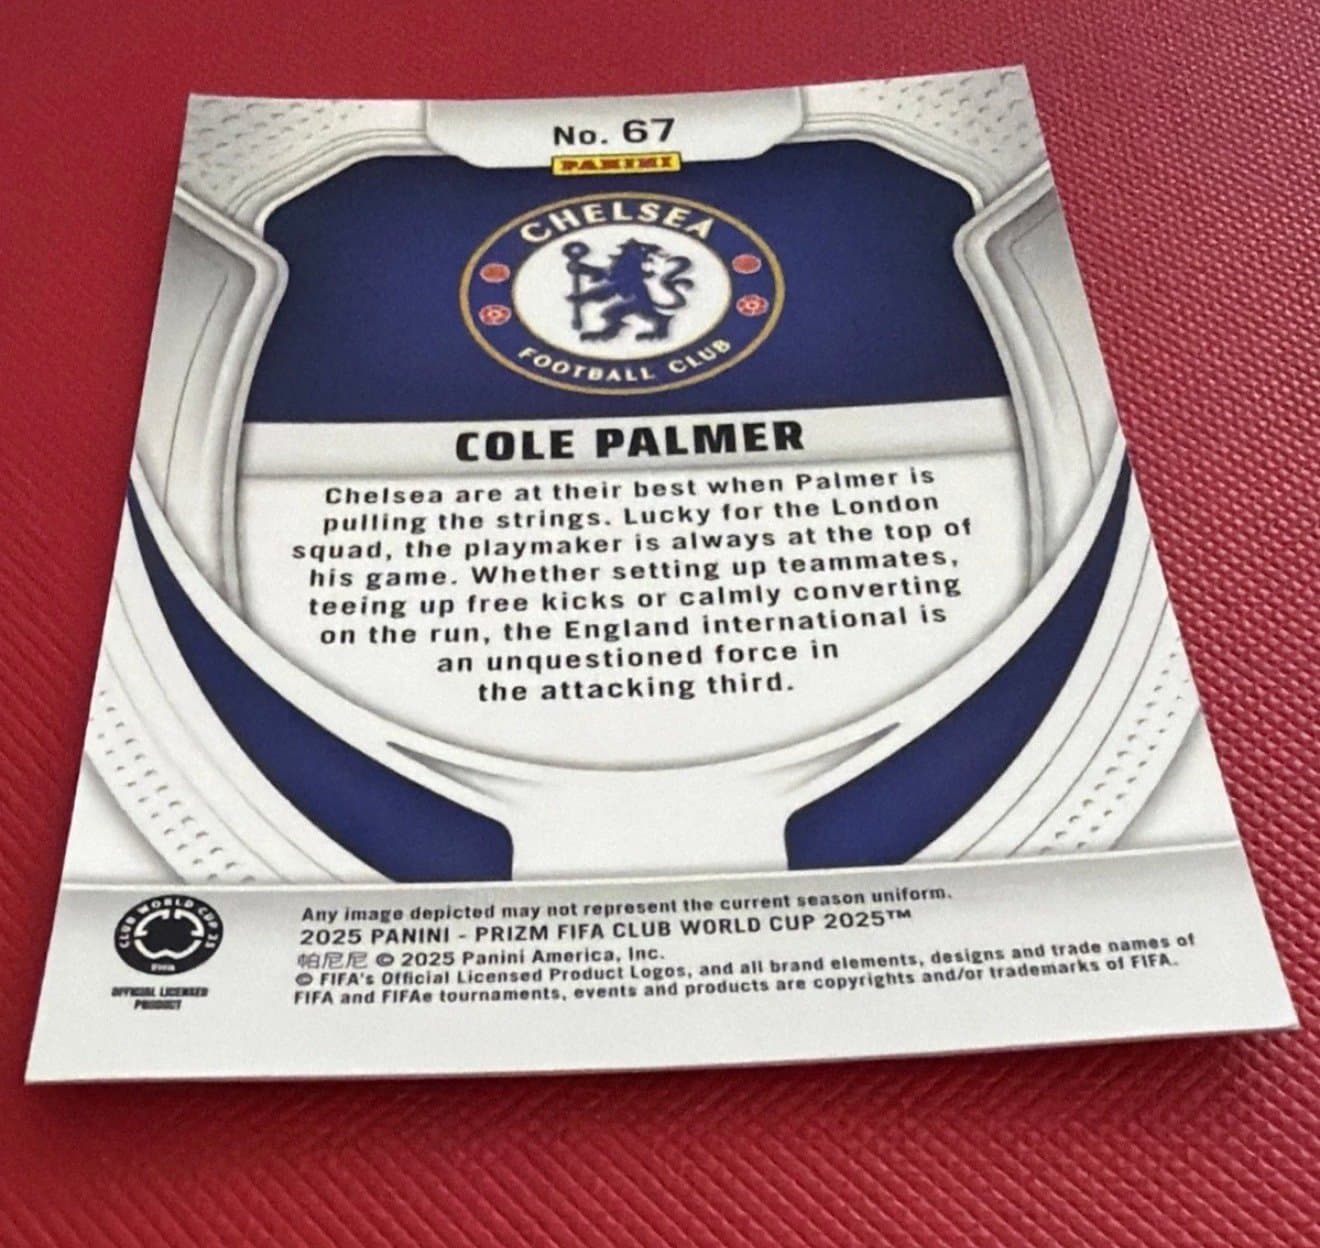 No. 67
PANINI
CHELSEA
FOOTBALL CLUB
COLE PALMER
Chelsea are at their best when Palmer is
pulling the strings. Lucky for the London
squad, the playmaker is always at the top of
his game. Whether setting up teammates,
teeing up free kicks or calmly converting
on the run, the England international is
an unquestioned force in
the attacking third.
CLUB WORLD CUP 25
FIFA
OFFICIAL LICENSED
PRODUCT
Any image depicted may not represent the current season uniform.
2025 PANINI - PRIZM FIFA CLUB WORLD CUP 2025™
帕尼尼 © 2025 Panini America, Inc.
© FIFA's Official Licensed Product Logos, and all brand elements, designs and trade names of
FIFA and FIFAe tournaments, events and products are copyrights and/or trademarks of FIFA.